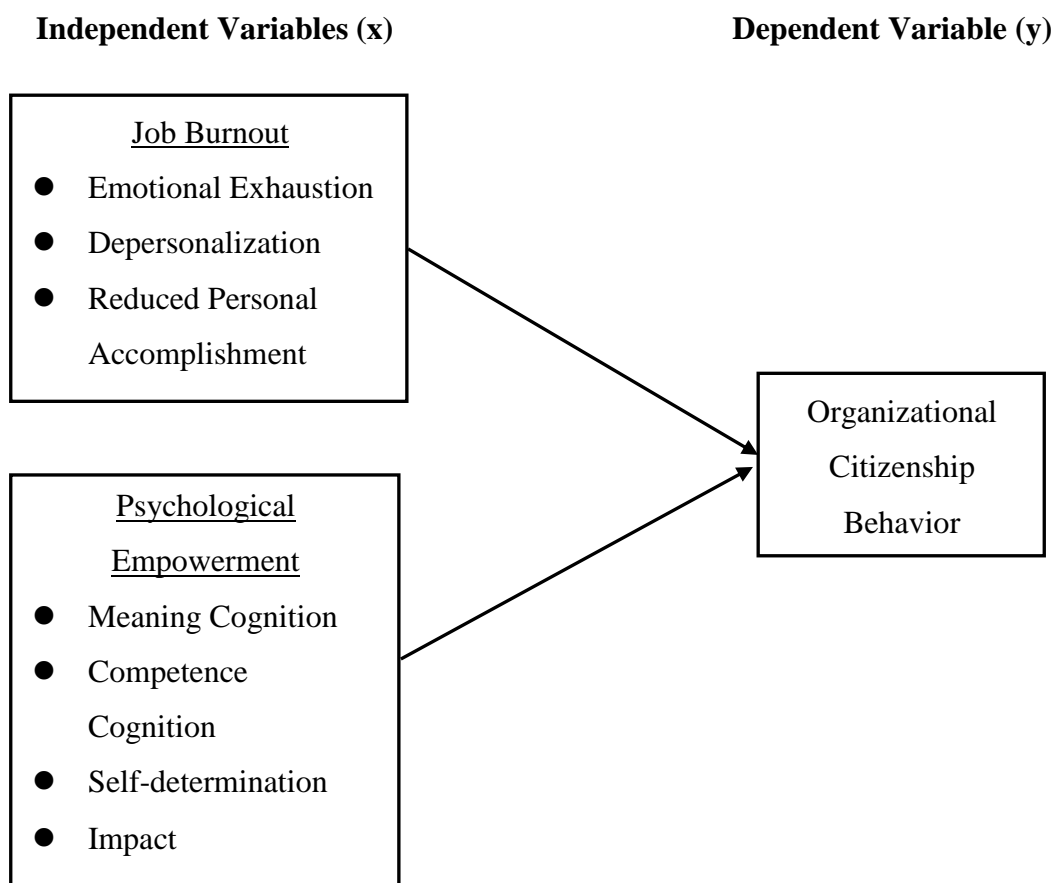 Independent Variables (x)
Dependent Variable (y)
Job Burnout
● Emotional Exhaustion
● Depersonalization
● Reduced Personal
Accomplishment
Psychological
Empowerment
● Meaning Cognition
● Competence
Cognition
● Self-determination
● Impact
Organizational
Citizenship
Behavior